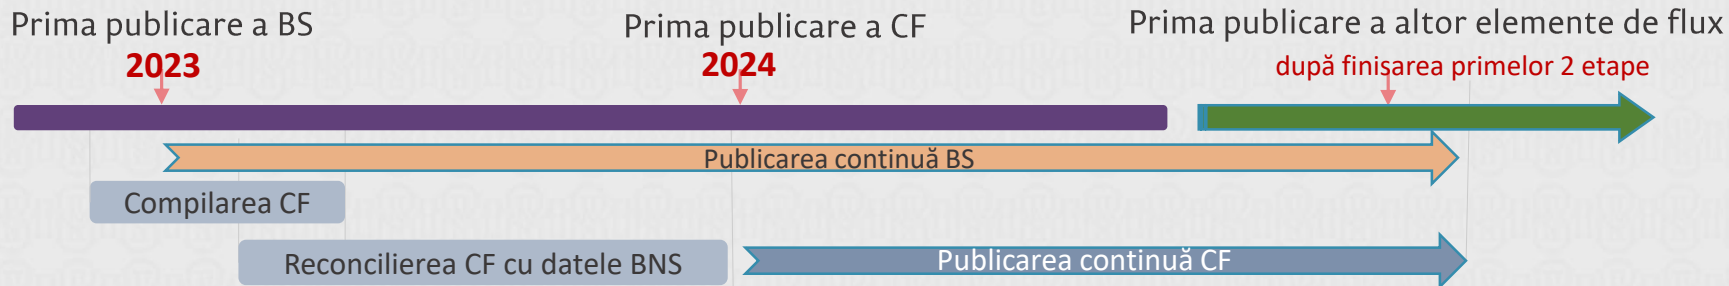 Prima publicare a BS
2023
Prima publicare a CF
2024
Prima publicare a altor elemente de flux
după finisarea primelor 2 etape
Publicarea continuă BS
Compilarea CF
Reconcilierea CF cu datele BNS
Publicarea continuă CF